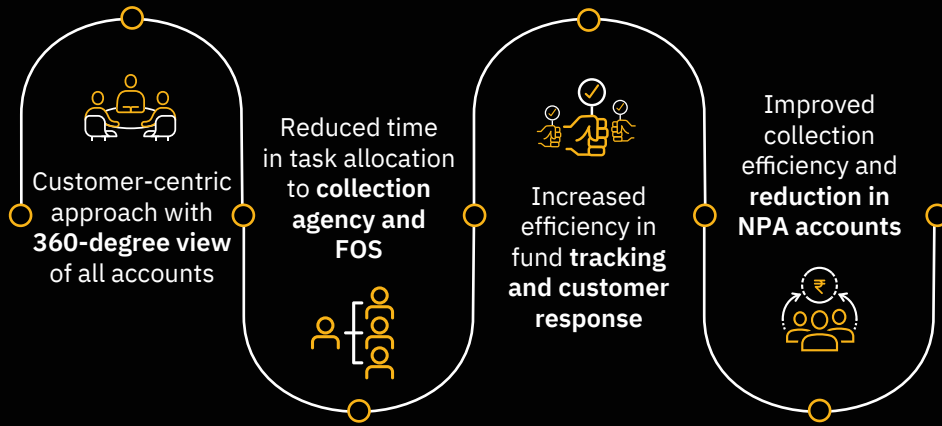 Customer-centric
approach with
360-degree view
of all accounts
Reduced time
in task allocation
to collection
agency and
FOS
Increased
efficiency in
fund tracking
and customer
response
Improved
collection
efficiency and
reduction in
NPA accounts
₹